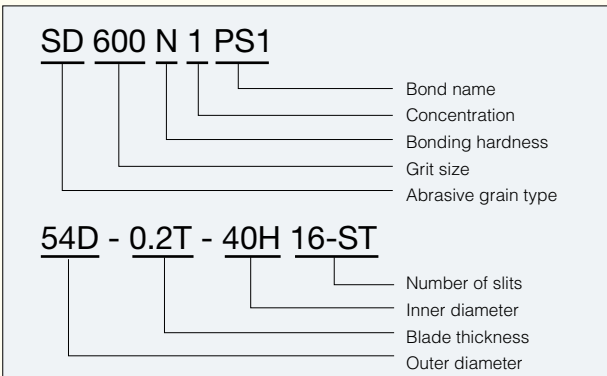 SD 600 N 1 PS1
Bond name
Concentration
Bonding hardness
Grit size
Abrasive grain type
54D - 0.2T - 40H 16-ST
Number of slits
Inner diameter
Blade thickness
Outer diameter